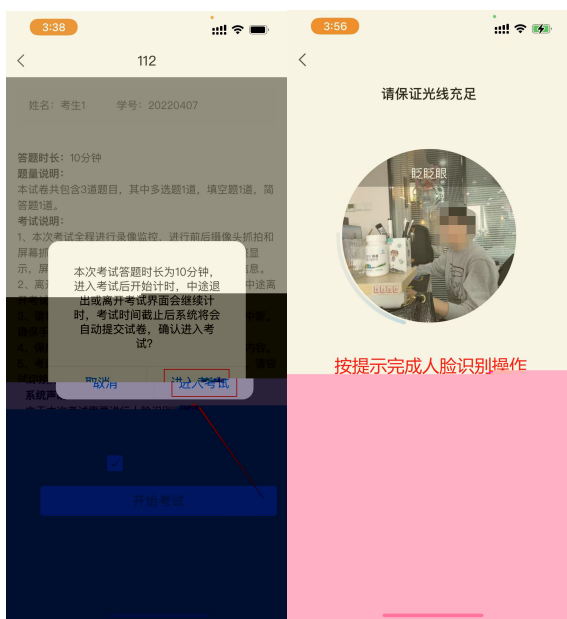 3:38
112
姓名：考生1 学号：20220407
答题时长：10分钟
题量说明：
本试卷共包含3道题目，其中多选题1道，填空题1道，简
答题1道。
考试说明：
1、本次考试全程进行录像监控，进行前后摄像头抓拍和
本次考试答题时长为10分钟，
进入考试后开始计时，中途退
出或离开考试界面会继续计
时，考试时间截止后系统将会
自动提交试卷，确认进入考
试？
取消 进入考试
开始考试
3:56
请保证光线充足
眨眨眼
按提示完成人脸识别操作